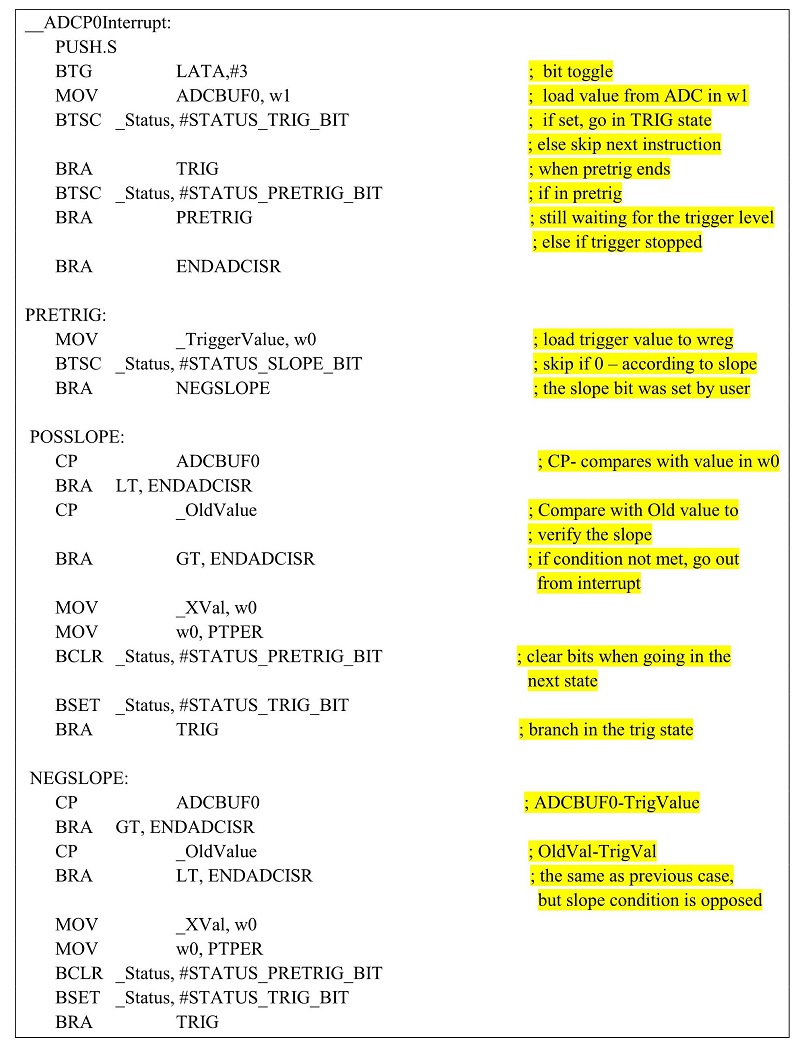 __ADCP0Interrupt:
PUSH.S
BTG LATA,#3 ; bit toggle
MOV ADCBUF0, w1 ; load value from ADC in w1
BTSC _Status, #STATUS_TRIG_BIT ; if set, go in TRIG state
; else skip next instruction
BRA TRIG ; when pretrig ends
BTSC _Status, #STATUS_PRETRIG_BIT ; if in pretrig
BRA PRETRIG ; still waiting for the trigger level
; else if trigger stopped
BRA ENDADCISR
PRETRIG:
MOV _TriggerValue, w0 ; load trigger value to wreg
BTSC _Status, #STATUS_SLOPE_BIT ; skip if 0 – according to slope
BRA NEGSLOPE ; the slope bit was set by user
POSSLOPE:
CP ADCBUF0 ; CP- compares with value in w0
BRA LT, ENDADCISR
CP _OldValue ; Compare with Old value to
; verify the slope
BRA GT, ENDADCISR ; if condition not met, go out
from interrupt
MOV _XVal, w0
MOV w0, PTPER
BCLR _Status, #STATUS_PRETRIG_BIT ; clear bits when going in the
next state
BSET _Status, #STATUS_TRIG_BIT
BRA TRIG ; branch in the trig state
NEGSLOPE:
CP ADCBUF0 ; ADCBUF0-TrigValue
BRA GT, ENDADCISR
CP _OldValue ; OldVal-TrigVal
BRA LT, ENDADCISR ; the same as previous case,
but slope condition is opposed
MOV _XVal, w0
MOV w0, PTPER
BCLR _Status, #STATUS_PRETRIG_BIT
BSET _Status, #STATUS_TRIG_BIT
BRA TRIG